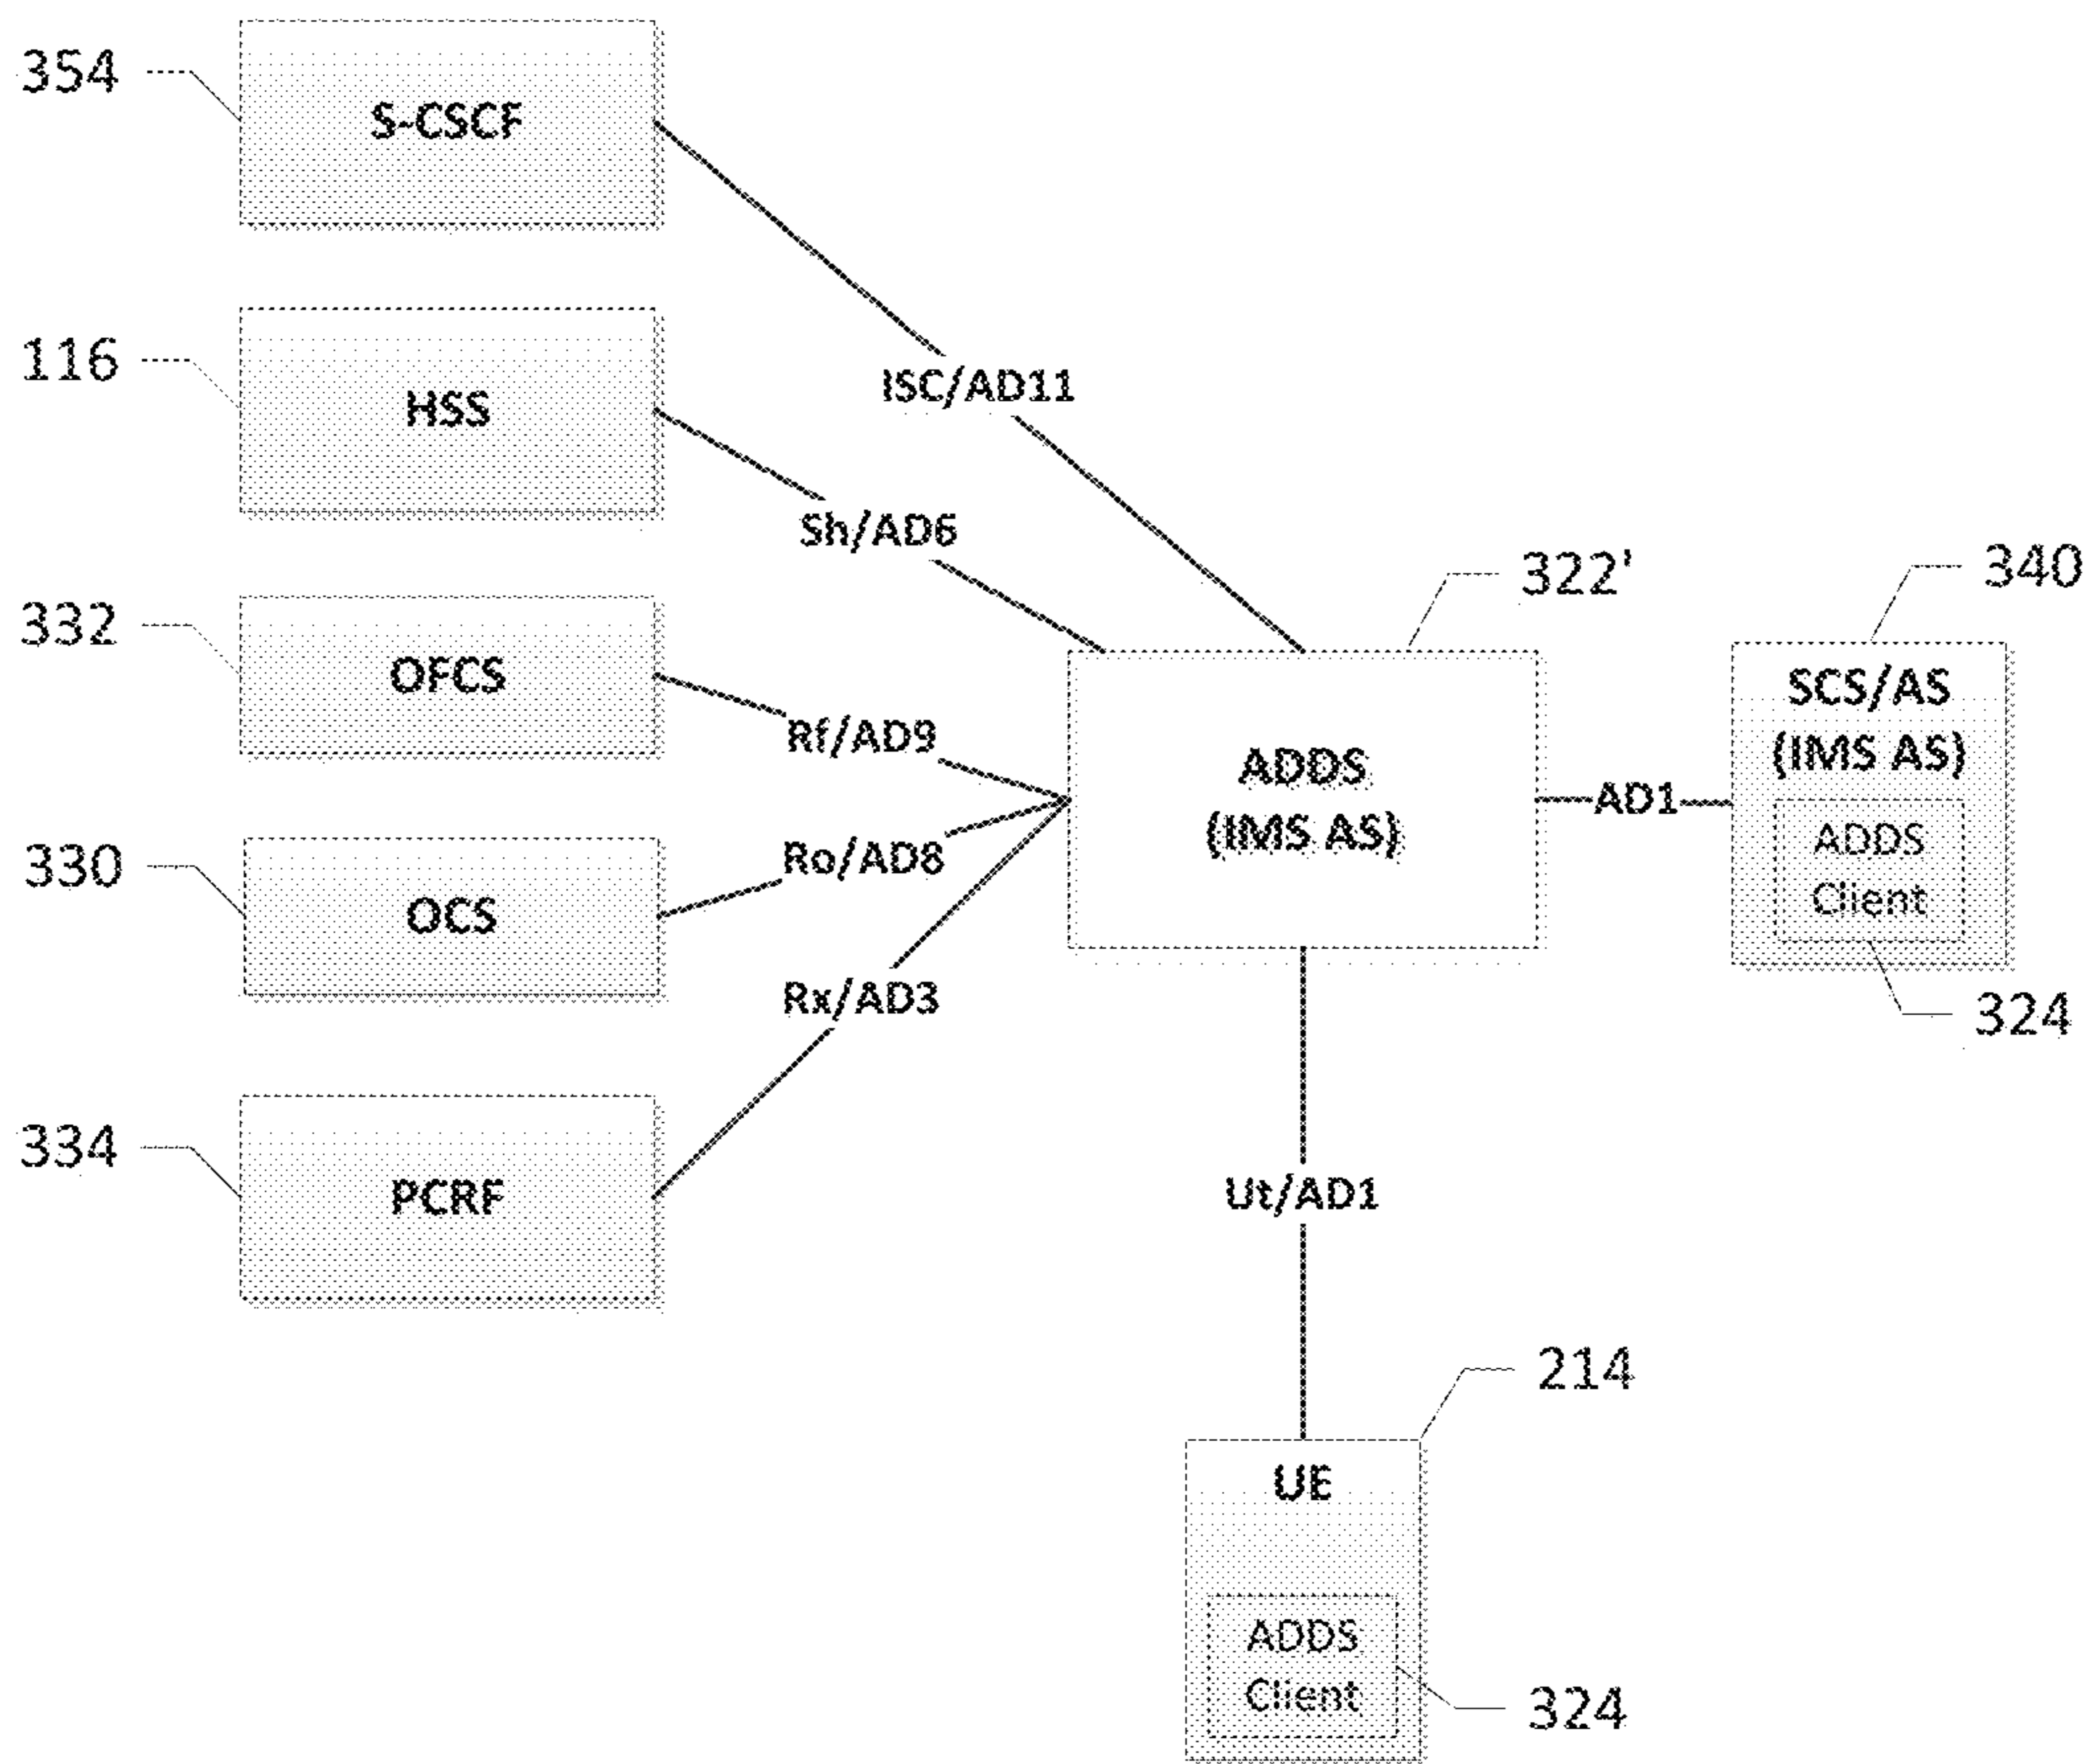 354
S-CSCF
116
HSS
ISC/AD11
Sh/AD6
332
OFCS
Rf/AD9
330
OCS
Ro/AD8
334
PCRF
Rx/AD3
322'
ADDS
(IMS AS)
AD1
340
SCS/AS
(IMS AS)
ADDS
Client
324
Ut/AD1
214
UE
ADDS
Client
324